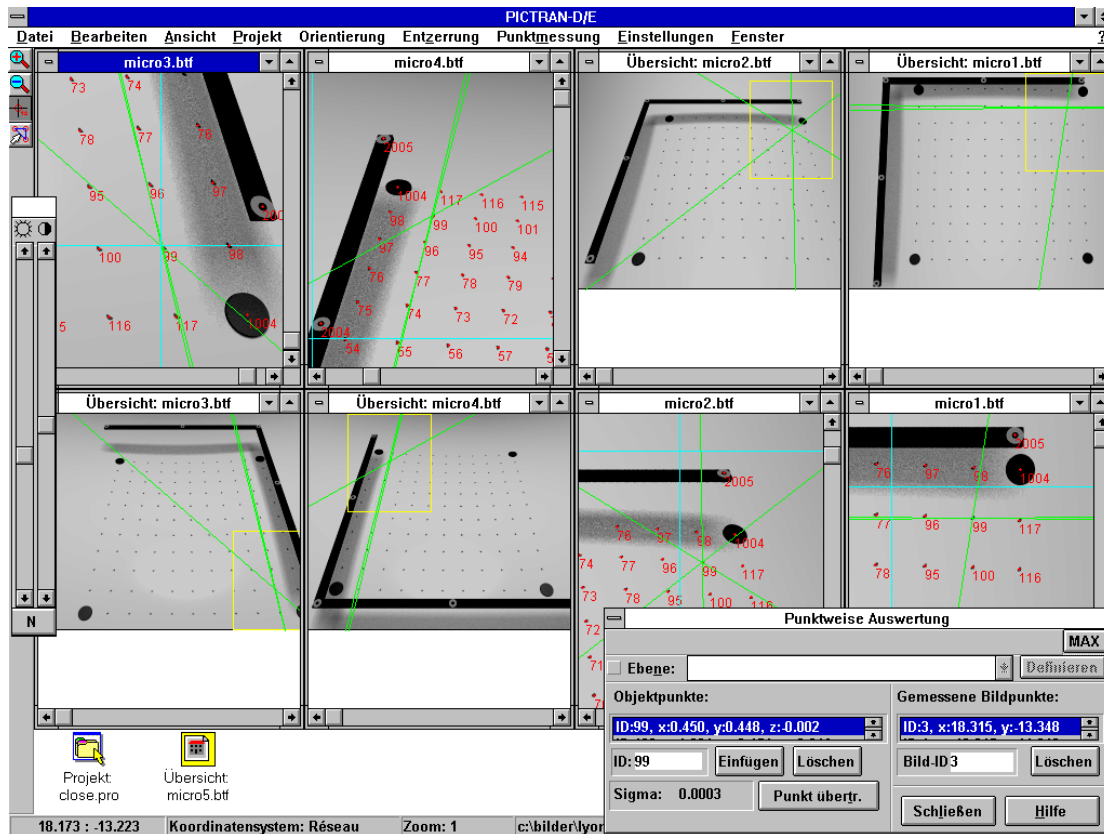 PICTRAN-D/E
Datei Bearbeiten Ansicht Projekt Orientierung Entzerrung Punktmessung Einstellungen Fenster ?
micro3.btf
73 74
78 77 76
95 96 97
100 99 98
116 117 1004
micro4.btf
2005
1004 117 116 115
98 99 100 101
97 96 95 94
76 77 78 79
75 74 73 72
2004 54 55 56 57
Übersicht: micro2.btf
Übersicht: micro1.btf
Übersicht: micro3.btf
Übersicht: micro4.btf
micro2.btf
2005
76 97 98 1004
74 77 96 99 117
73 78 95 100 116
72
71
micro1.btf
2005
76 97 98 1004
77 96 99 117
78 95 100 116
N
Punktweise Auswertung
MAX
Ebene: Definieren
Objektpunkte: Gemessene Bildpunkte:
ID:99, x:0.450, y:0.448, z:-0.002 ID:3, x:18.315, y:-13.348
ID: 99 Einfügen Löschen Bild-ID 3 Löschen
Sigma: 0.0003 Punkt übertr.
Schließen Hilfe
Projekt:
close.pro
Übersicht:
micro5.btf
18.173 : -13.223 Koordinatensystem: Réseau Zoom: 1 c:\bilder\lyon